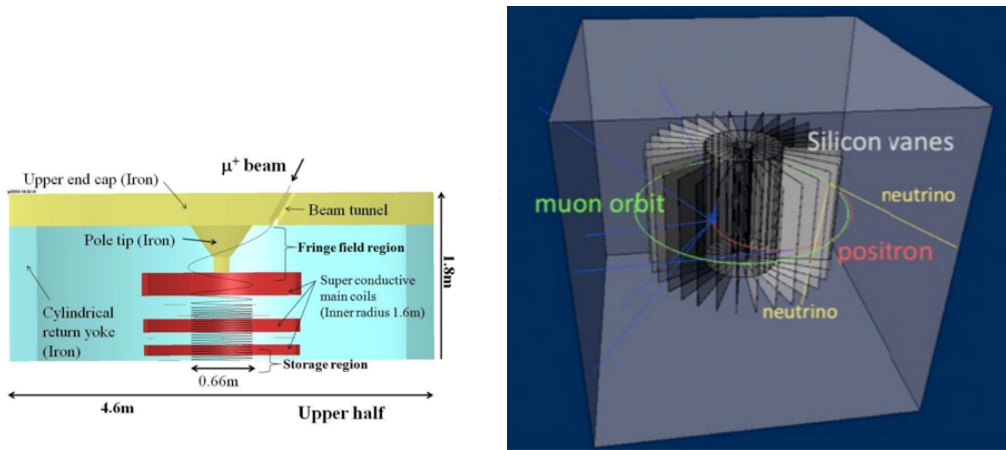 μ⁺ beam
Upper end cap (Iron)
Beam tunnel
Pole tip (Iron)
Fringe field region
Super conductive
main coils
(Inner radius 1.6m)
1.8m
Cylindrical
return yoke
(Iron)
Storage region
0.66m
4.6m
Upper half
Silicon vanes
neutrino
muon orbit
positron
neutrino